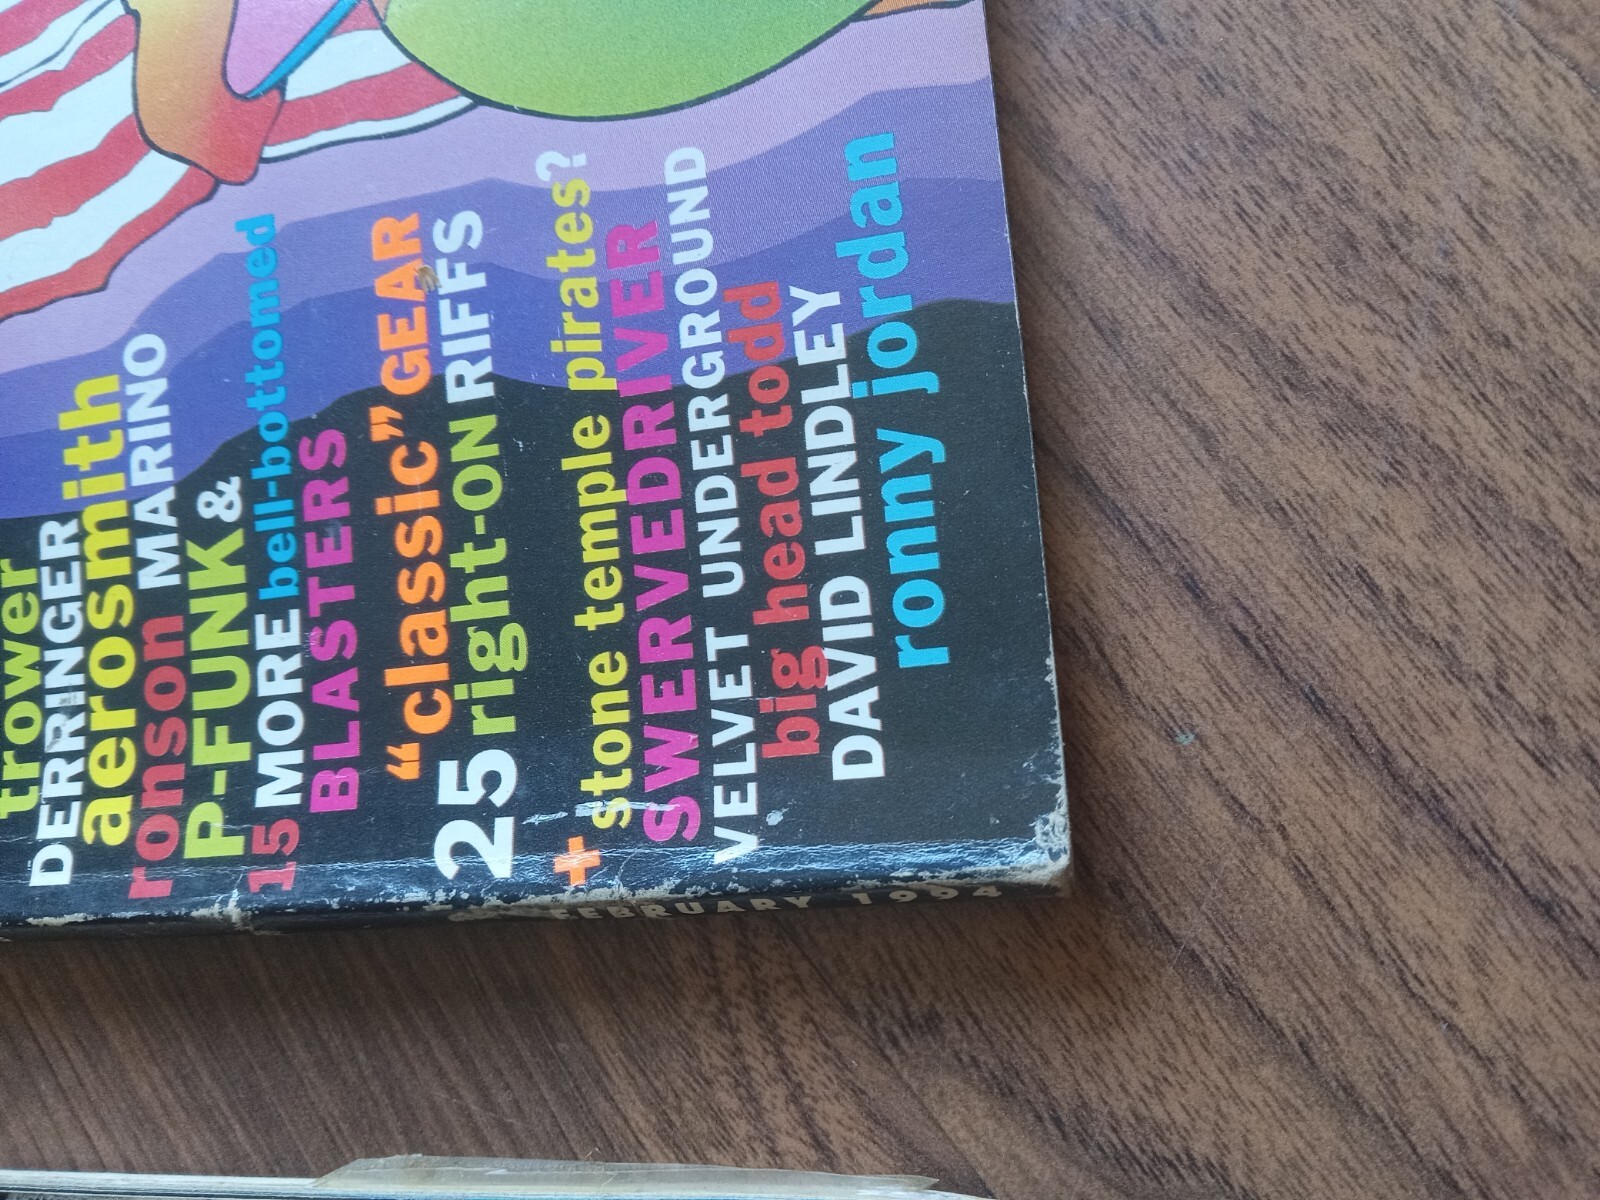 trower
DERRINGER
aerosmith
ronson MARINO
P-FUNK &
15 MORE bell-bottomed
BLASTERS
“classic” GEAR
25 right-ON RIFFS
+ stone temple pirates?
SWERVEDRIVER
VELVET UNDERGROUND
big head todd
DAVID LINDLEY
ronny jordan
FEBRUARY 1994